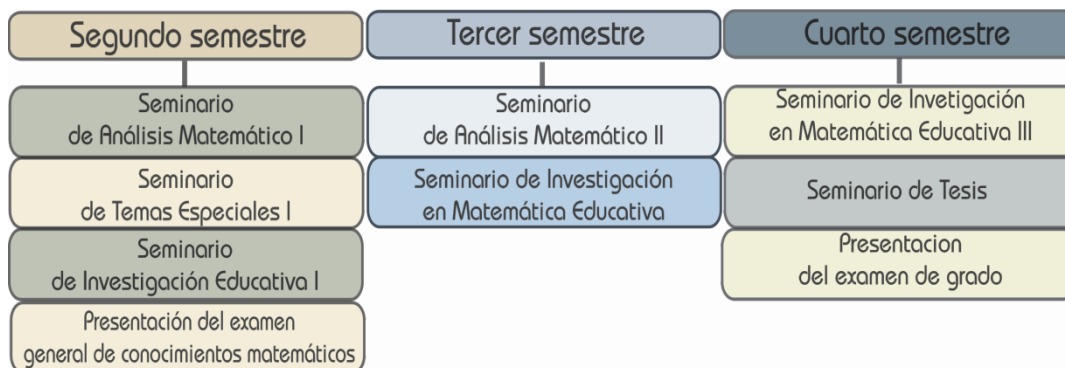 Segundo semestre
Seminario
de Análisis Matemático I
Seminario
de Temas Especiales I
Seminario
de Investigación Educativa I
Presentación del examen
general de conocimientos matemáticos
Tercer semestre
Seminario
de Análisis Matemático II
Seminario de Investigación
en Matemática Educativa
Cuarto semestre
Seminario de Invetigación
en Matemática Educativa III
Seminario de Tesis
Presentacion
del examen de grado